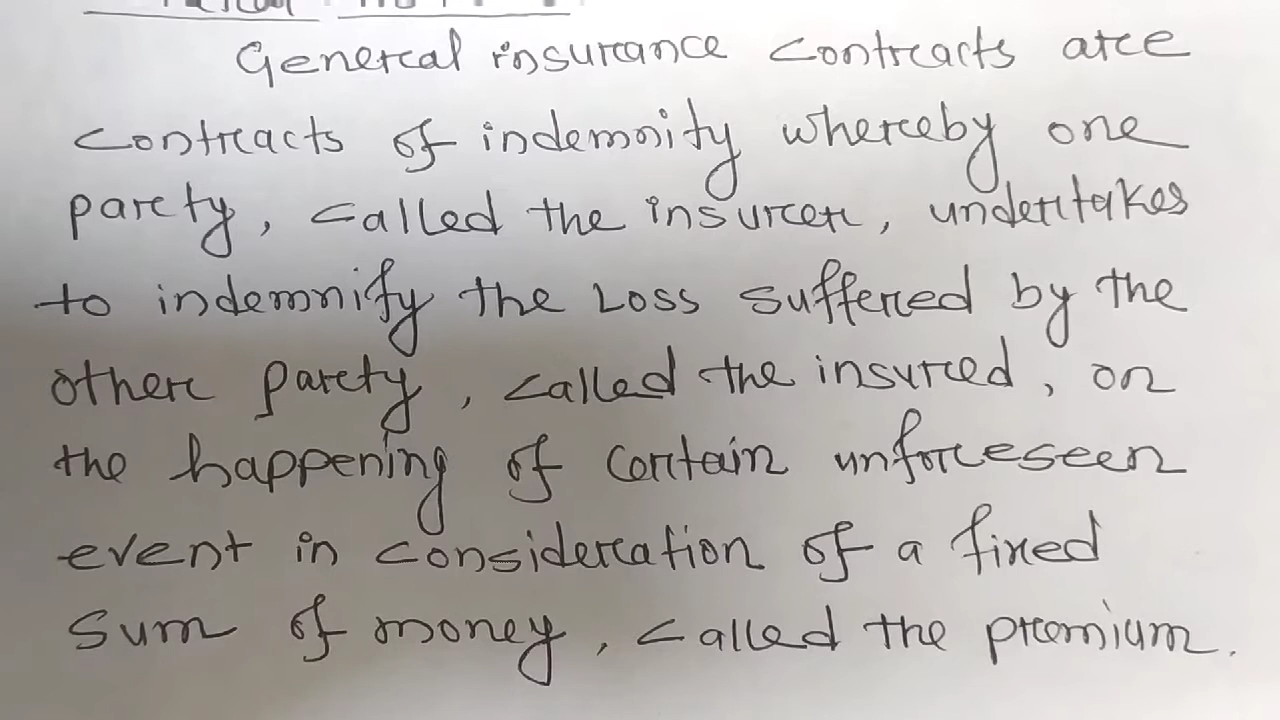 General insurance contracts are
contracts of indemnity whereby one
party, called the insurer, undertakes
to indemnify the Loss suffered by the
other party, called the insured, on
the happening of certain unforeseen
event in consideration of a fixed
sum of money, called the premium.